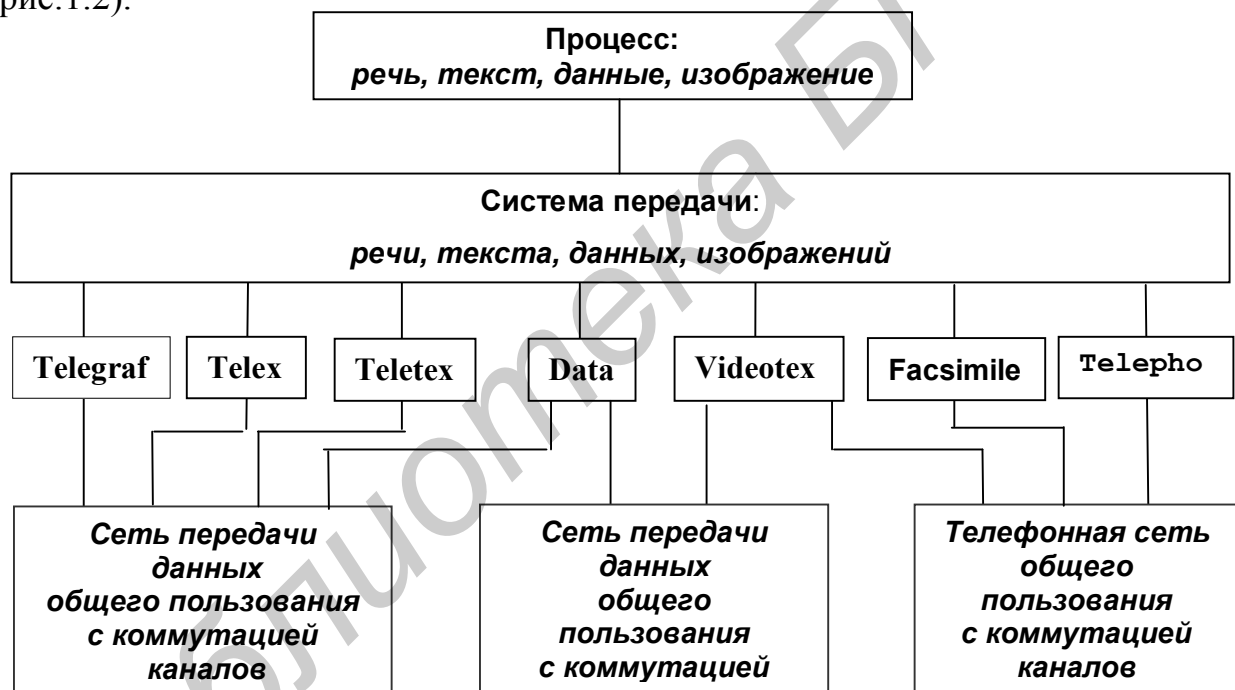 рис.1.2).
Процесс:
речь, текст, данные, изображение
Система передачи:
речи, текста, данных, изображений
Telegraf
Telex
Teletex
Data
Videotex
Facsimile
Telepho
Сеть передачи
данных
общего пользования
с коммутацией
каналов
Сеть передачи
данных
общего
пользования
с коммутацией
Телефонная сеть
общего
пользования
с коммутацией
каналов
блиотека БГ